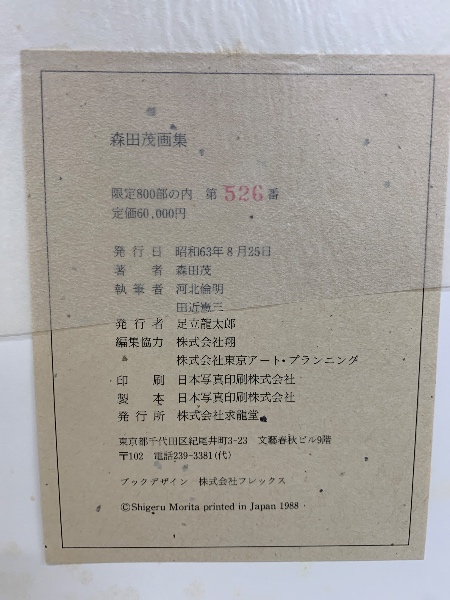 森田茂画集
限定800部の内 第526番
定価60,000円
発行日 昭和63年8月25日
著者 森田茂
執筆者 河北倫明
田近憲三
発行者 足立龍太郎
編集協力 株式会社翔
株式会社東京アート・プランニング
印刷 日本写真印刷株式会社
製本 日本写真印刷株式会社
発行所 株式会社求龍堂
東京都千代田区紀尾井町3-23 文藝春秋ビル9階
〒102 電話239-3381(代)
ブックデザイン 株式会社フレックス
©Shigeru Morita printed in Japan 1988